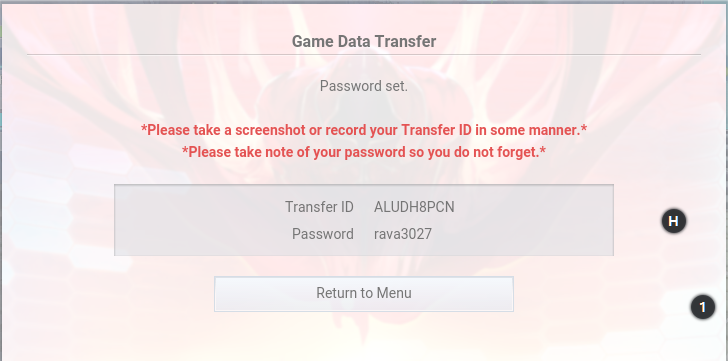 Game Data Transfer
Password set.
*Please take a screenshot or record your Transfer ID in some manner.*
*Please take note of your password so you do not forget.*
Transfer ID ALUDH8PCN
Password rava3027
H
Return to Menu
1